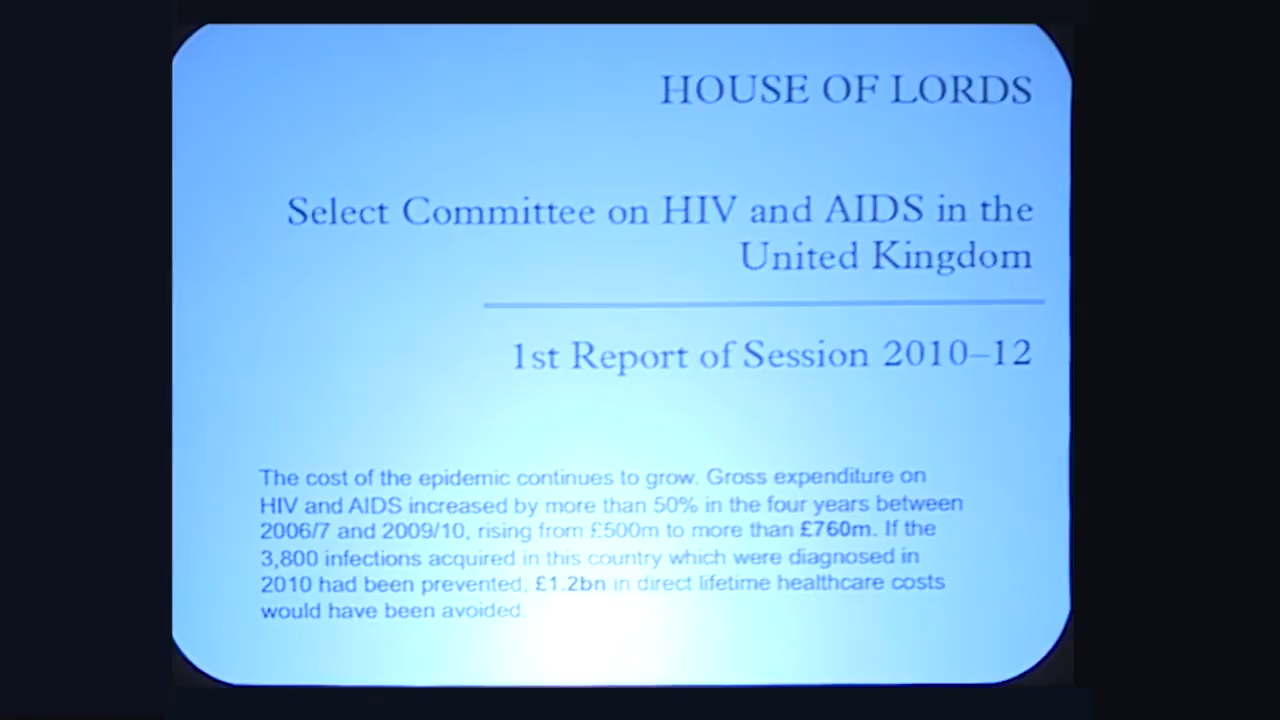 HOUSE OF LORDS
Select Committee on HIV and AIDS in the
United Kingdom
1st Report of Session 2010–12
The cost of the epidemic continues to grow. Gross expenditure on
HIV and AIDS increased by more than 50% in the four years between
2006/7 and 2009/10, rising from £500m to more than £760m. If the
3,800 infections acquired in this country which were diagnosed in
2010 had been prevented, £1.2bn in direct lifetime healthcare costs
would have been avoided.